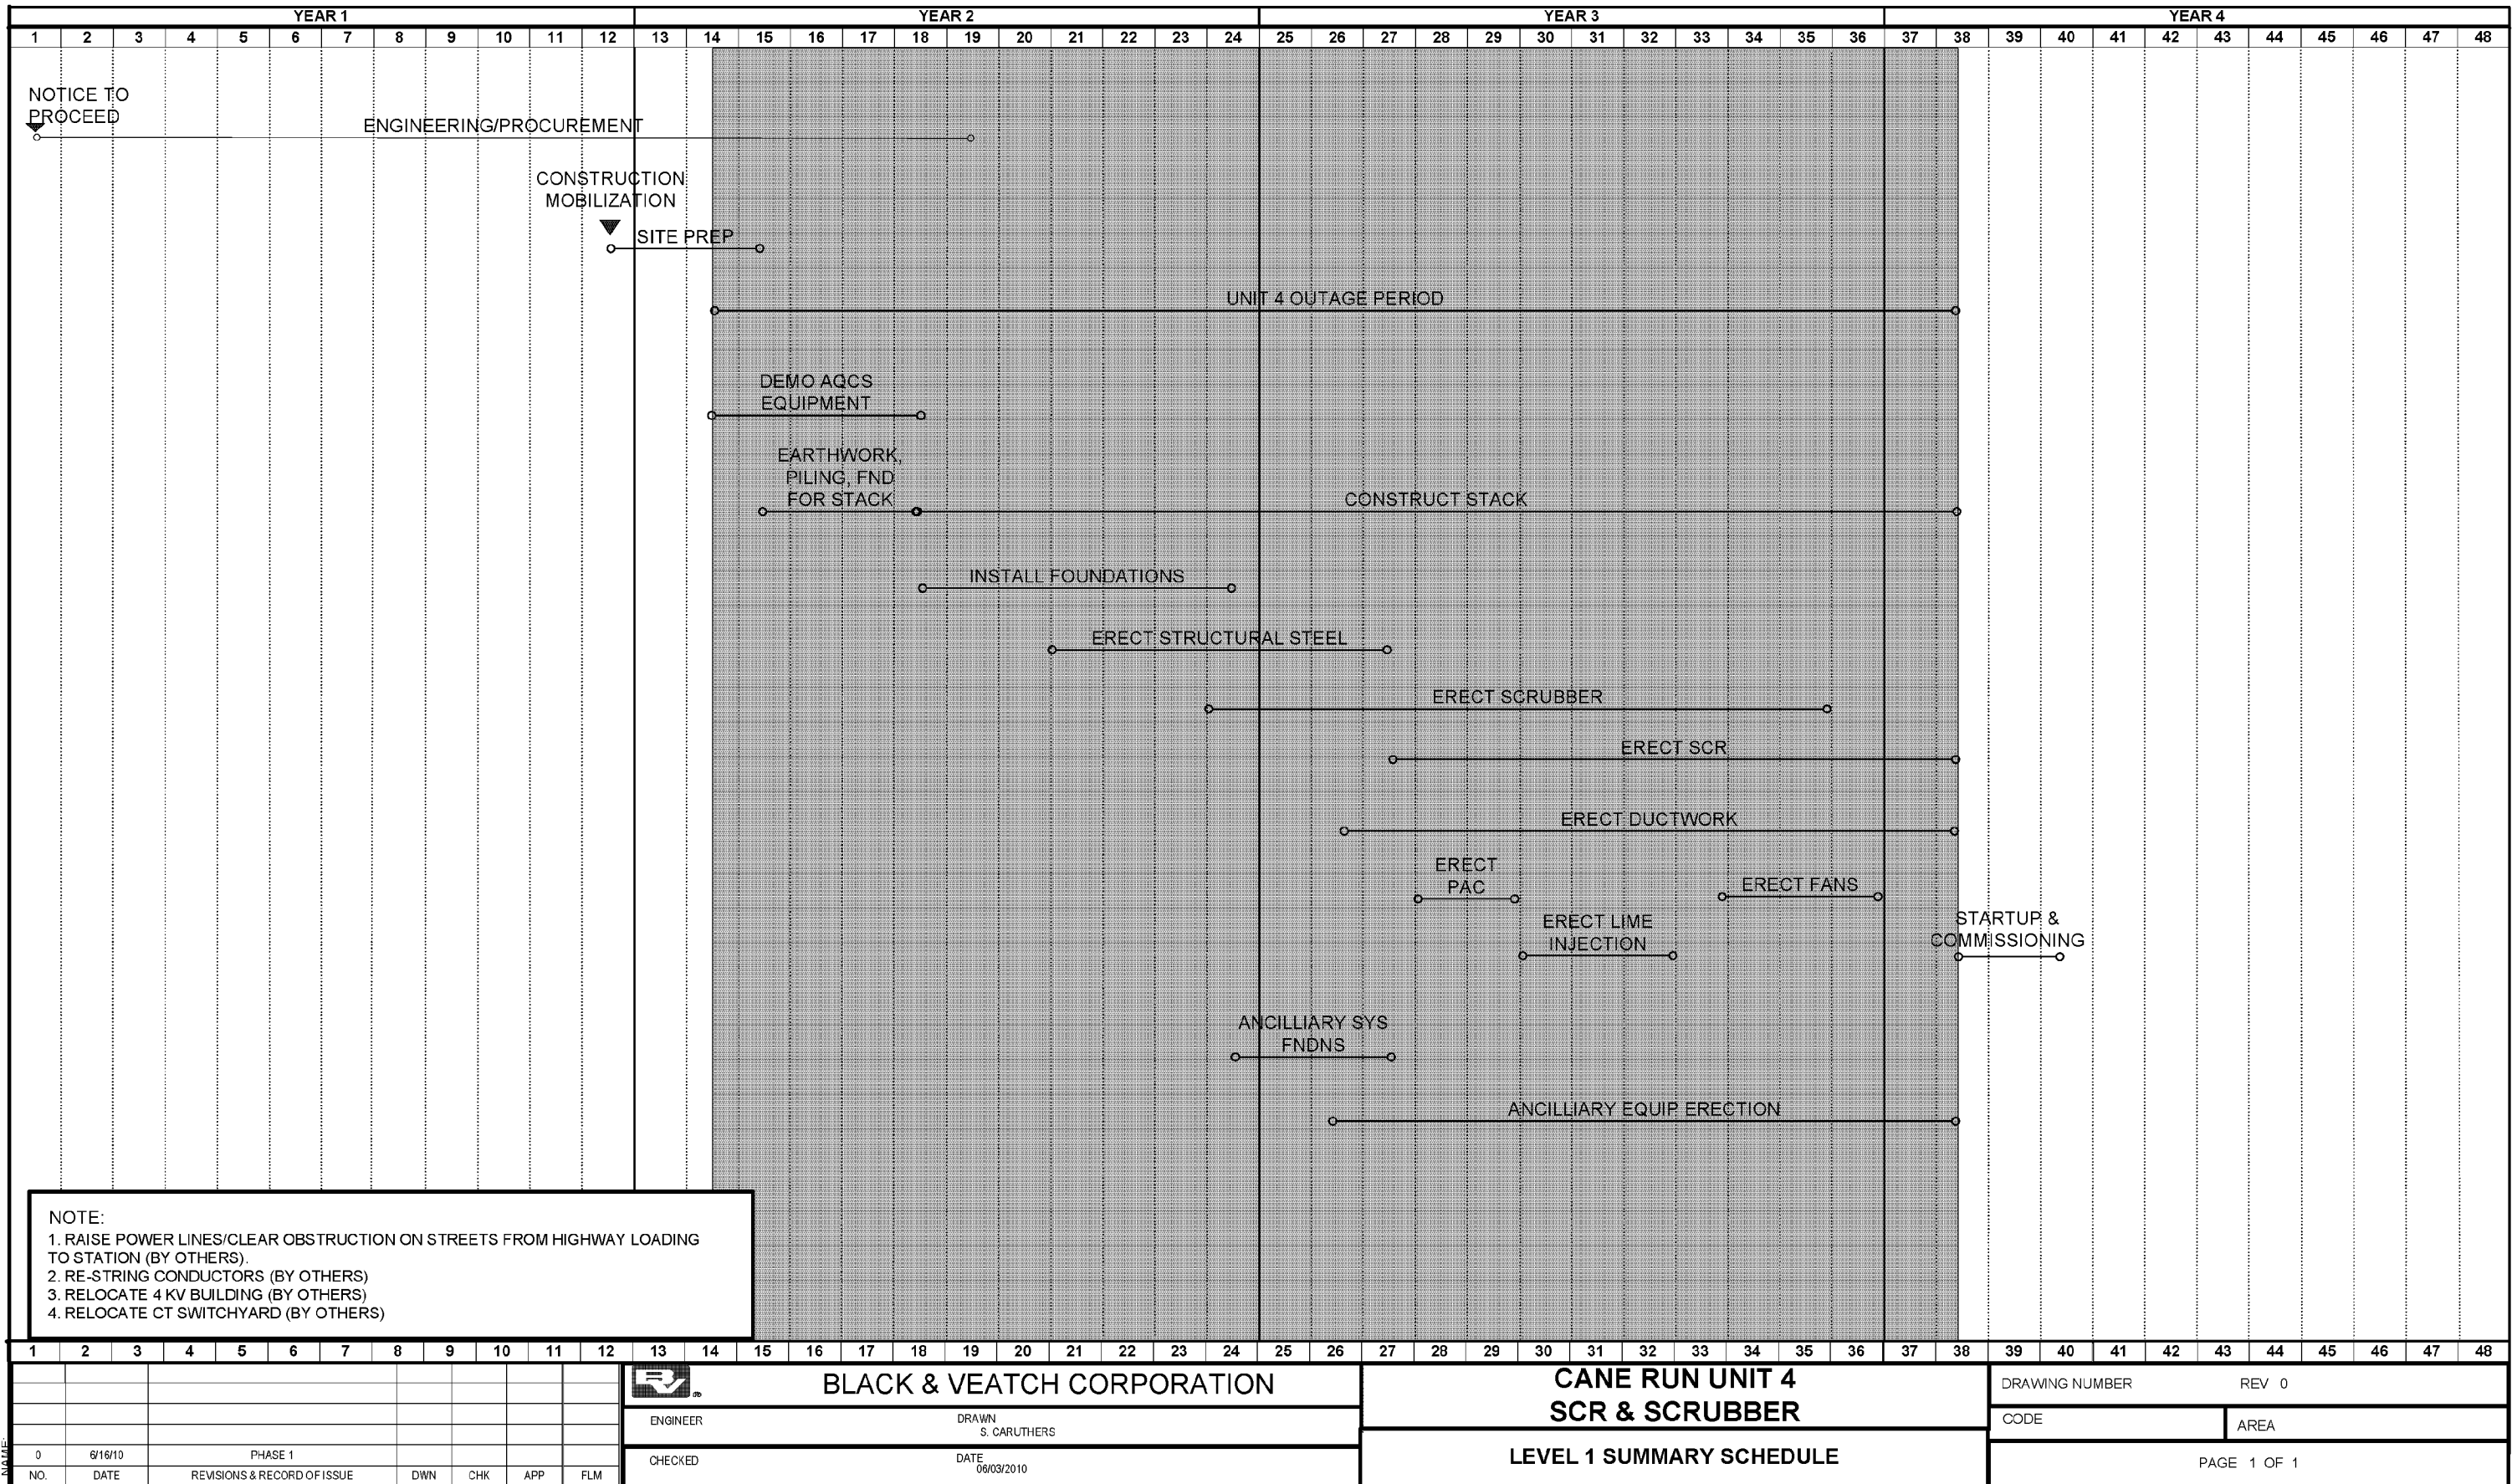 YEAR 1 YEAR 2 YEAR 3 YEAR 4
1 2 3 4 5 6 7 8 9 10 11 12 13 14 15 16 17 18 19 20 21 22 23 24 25 26 27 28 29 30 31 32 33 34 35 36 37 38 39 40 41 42 43 44 45 46 47 48
NOTICE TO
PROCEED
ENGINEERING/PROCUREMENT
CONSTRUCTION
MOBILIZATION
SITE PREP
UNIT 4 OUTAGE PERIOD
DEMO AQCS
EQUIPMENT
EARTHWORK,
PILING, FND
FOR STACK
CONSTRUCT STACK
INSTALL FOUNDATIONS
ERECT STRUCTURAL STEEL
ERECT SCRUBBER
ERECT SCR
ERECT DUCTWORK
ERECT
PAC
ERECT FANS
ERECT LIME
INJECTION
STARTUP &
COMMISSIONING
ANCILLIARY SYS
FNDNS
ANCILLIARY EQUIP ERECTION
NOTE:
1. RAISE POWER LINES/CLEAR OBSTRUCTION ON STREETS FROM HIGHWAY LOADING
TO STATION (BY OTHERS).
2. RE-STRING CONDUCTORS (BY OTHERS)
3. RELOCATE 4 KV BUILDING (BY OTHERS)
4. RELOCATE CT SWITCHYARD (BY OTHERS)
1 2 3 4 5 6 7 8 9 10 11 12 13 14 15 16 17 18 19 20 21 22 23 24 25 26 27 28 29 30 31 32 33 34 35 36 37 38 39 40 41 42 43 44 45 46 47 48
NAME:
0 6/16/10 PHASE 1
NO. DATE REVISIONS & RECORD OF ISSUE DWN CHK APP FLM
BV ®
BLACK & VEATCH CORPORATION
ENGINEER
DRAWN
S. CARUTHERS
CHECKED
DATE
06/03/2010
CANE RUN UNIT 4
SCR & SCRUBBER
LEVEL 1 SUMMARY SCHEDULE
DRAWING NUMBER REV 0
CODE AREA
PAGE 1 OF 1